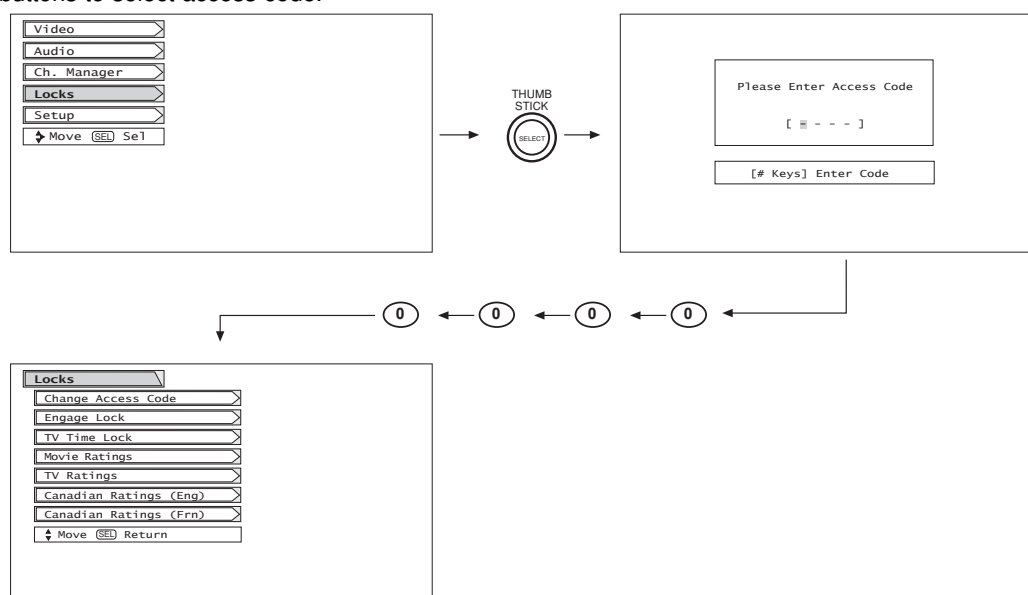 buttons to select access code.
Video
Audio
Ch. Manager
Locks
Setup
Move SEL Sel
THUMB
STICK
SELECT
Please Enter Access Code
[ - - - - ]
[# Keys] Enter Code
0 0 0 0
Locks
Change Access Code
Engage Lock
TV Time Lock
Movie Ratings
TV Ratings
Canadian Ratings (Eng)
Canadian Ratings (Frn)
Move SEL Return